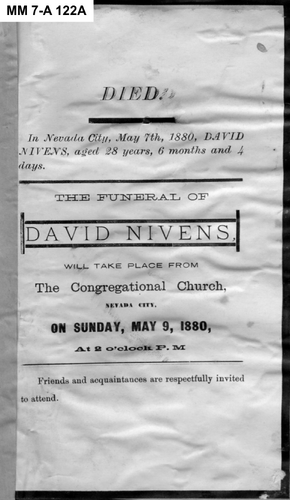 MM 7-A 122A
DIED.
In Nevada City, May 7th, 1880, DAVID
NIVENS, aged 28 years, 6 months and 4
days.
THE FUNERAL OF
DAVID NIVENS,
WILL TAKE PLACE FROM
The Congregational Church,
NEVADA CITY,
ON SUNDAY, MAY 9, 1880,
At 2 o'clock P. M
Friends and acquaintances are respectfully invited
to attend.